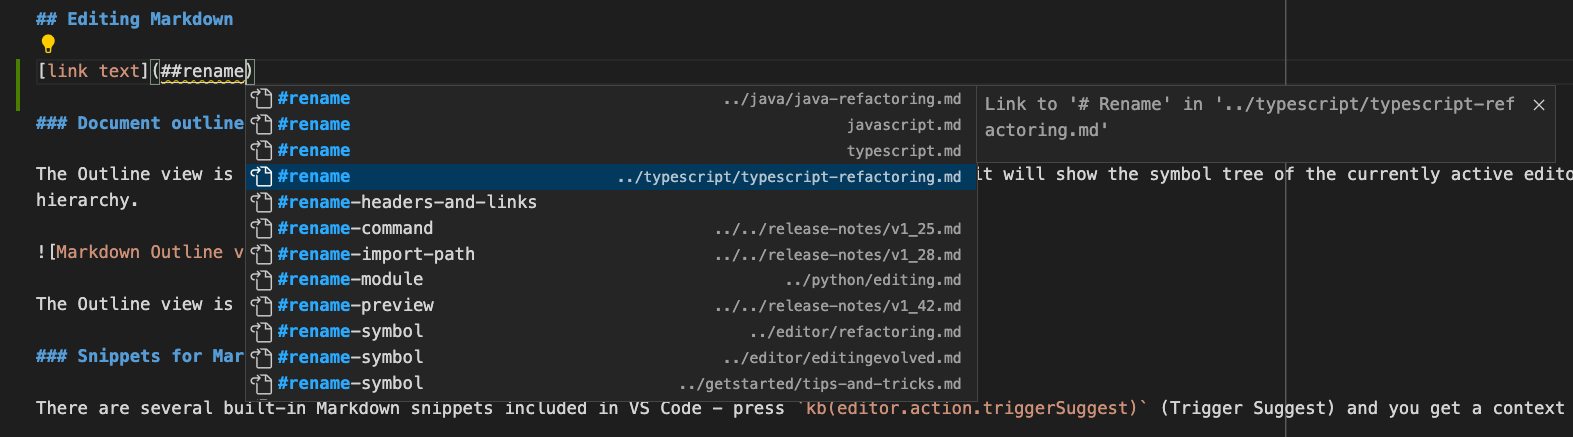 ## Editing Markdown
[link text](##rename)
#rename ../java/java-refactoring.md
Link to '# Rename' in '../typescript/typescript-ref
actoring.md'
#rename javascript.md
### Document outline
#rename typescript.md
The Outline view is
#rename ../typescript/typescript-refactoring.md
it will show the symbol tree of the currently active edito
hierarchy.
#rename-headers-and-links
#rename-command ../../release-notes/v1_25.md
![Markdown Outline v
#rename-import-path ../../release-notes/v1_28.md
#rename-module ../python/editing.md
The Outline view is
#rename-preview ../../release-notes/v1_42.md
#rename-symbol ../editor/refactoring.md
### Snippets for Mar
#rename-symbol ../editor/editingevolved.md
#rename-symbol ../getstarted/tips-and-tricks.md
There are several built-in Markdown snippets included in VS Code - press `kb(editor.action.triggerSuggest)` (Trigger Suggest) and you get a context